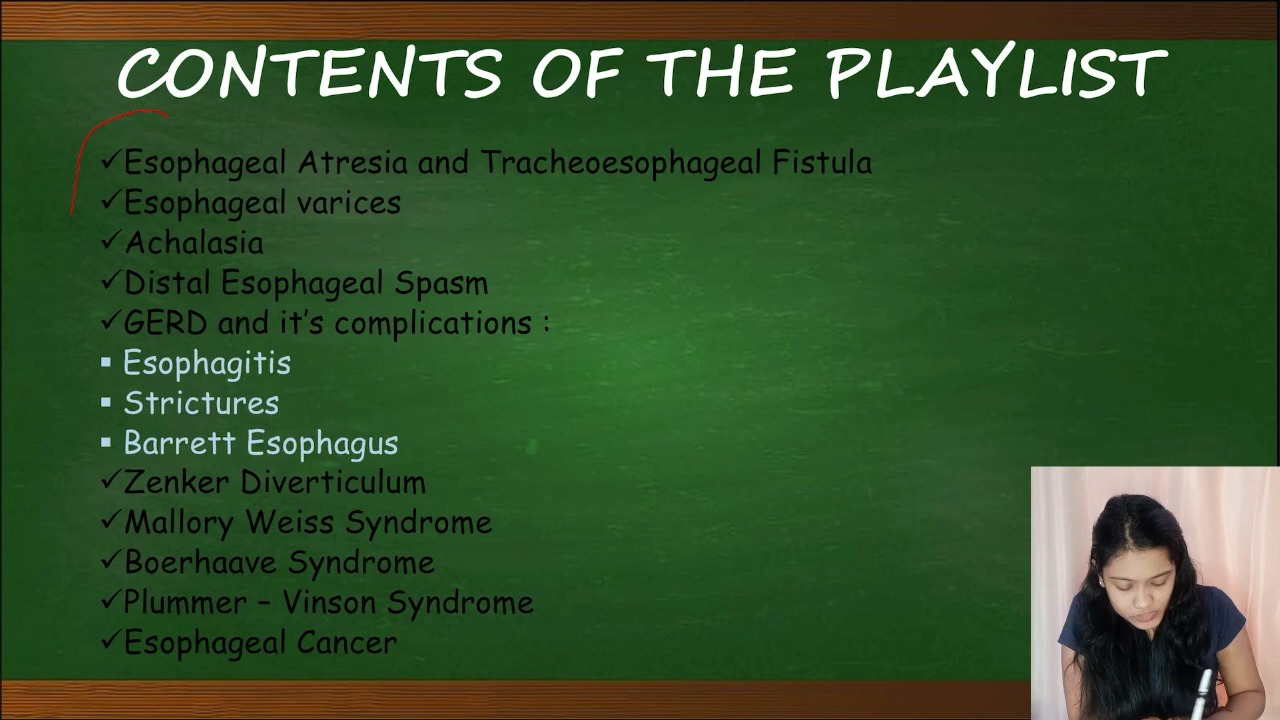 CONTENTS OF THE PLAYLIST
✓Esophageal Atresia and Tracheoesophageal Fistula
✓Esophageal varices
✓Achalasia
✓Distal Esophageal Spasm
✓GERD and it's complications :
▪ Esophagitis
▪ Strictures
▪ Barrett Esophagus
✓Zenker Diverticulum
✓Mallory Weiss Syndrome
✓Boerhaave Syndrome
✓Plummer – Vinson Syndrome
✓Esophageal Cancer